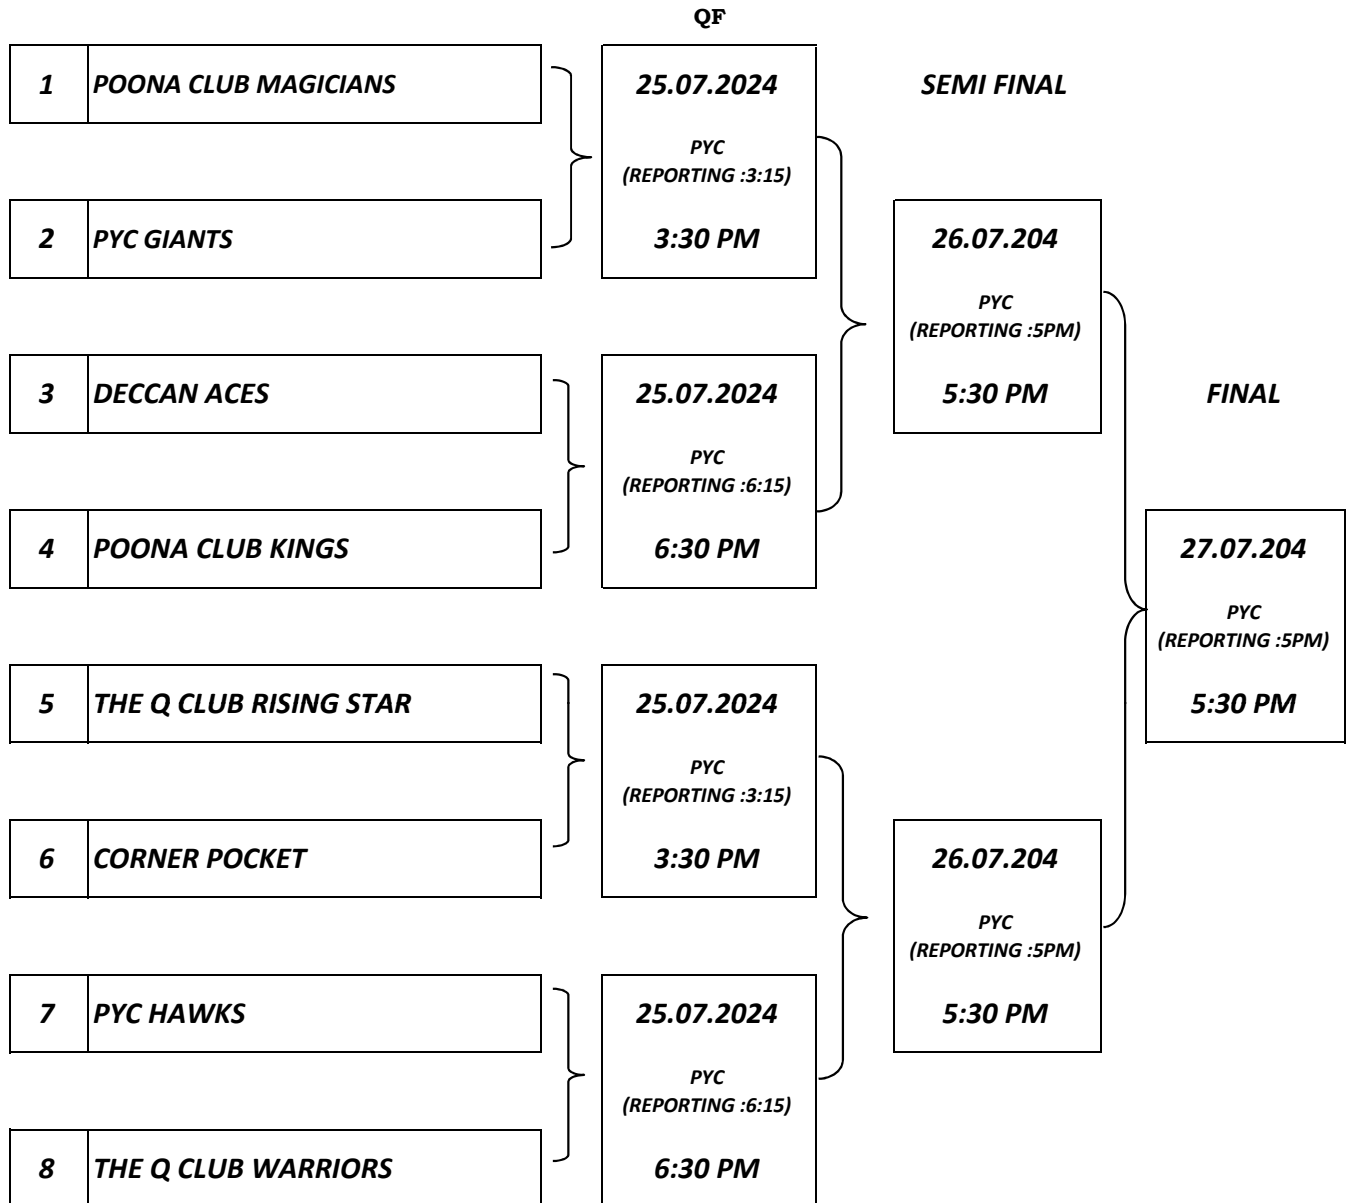 QF
1 POONA CLUB MAGICIANS 25.07.2024 SEMI FINAL
PYC
(REPORTING :3:15)
2 PYC GIANTS 3:30 PM 26.07.204
PYC
(REPORTING :5PM)
3 DECCAN ACES 25.07.2024 5:30 PM FINAL
PYC
(REPORTING :6:15)
4 POONA CLUB KINGS 6:30 PM 27.07.204
PYC
(REPORTING :5PM)
5 THE Q CLUB RISING STAR 25.07.2024 5:30 PM
PYC
(REPORTING :3:15)
6 CORNER POCKET 3:30 PM 26.07.204
PYC
(REPORTING :5PM)
7 PYC HAWKS 25.07.2024 5:30 PM
PYC
(REPORTING :6:15)
8 THE Q CLUB WARRIORS 6:30 PM